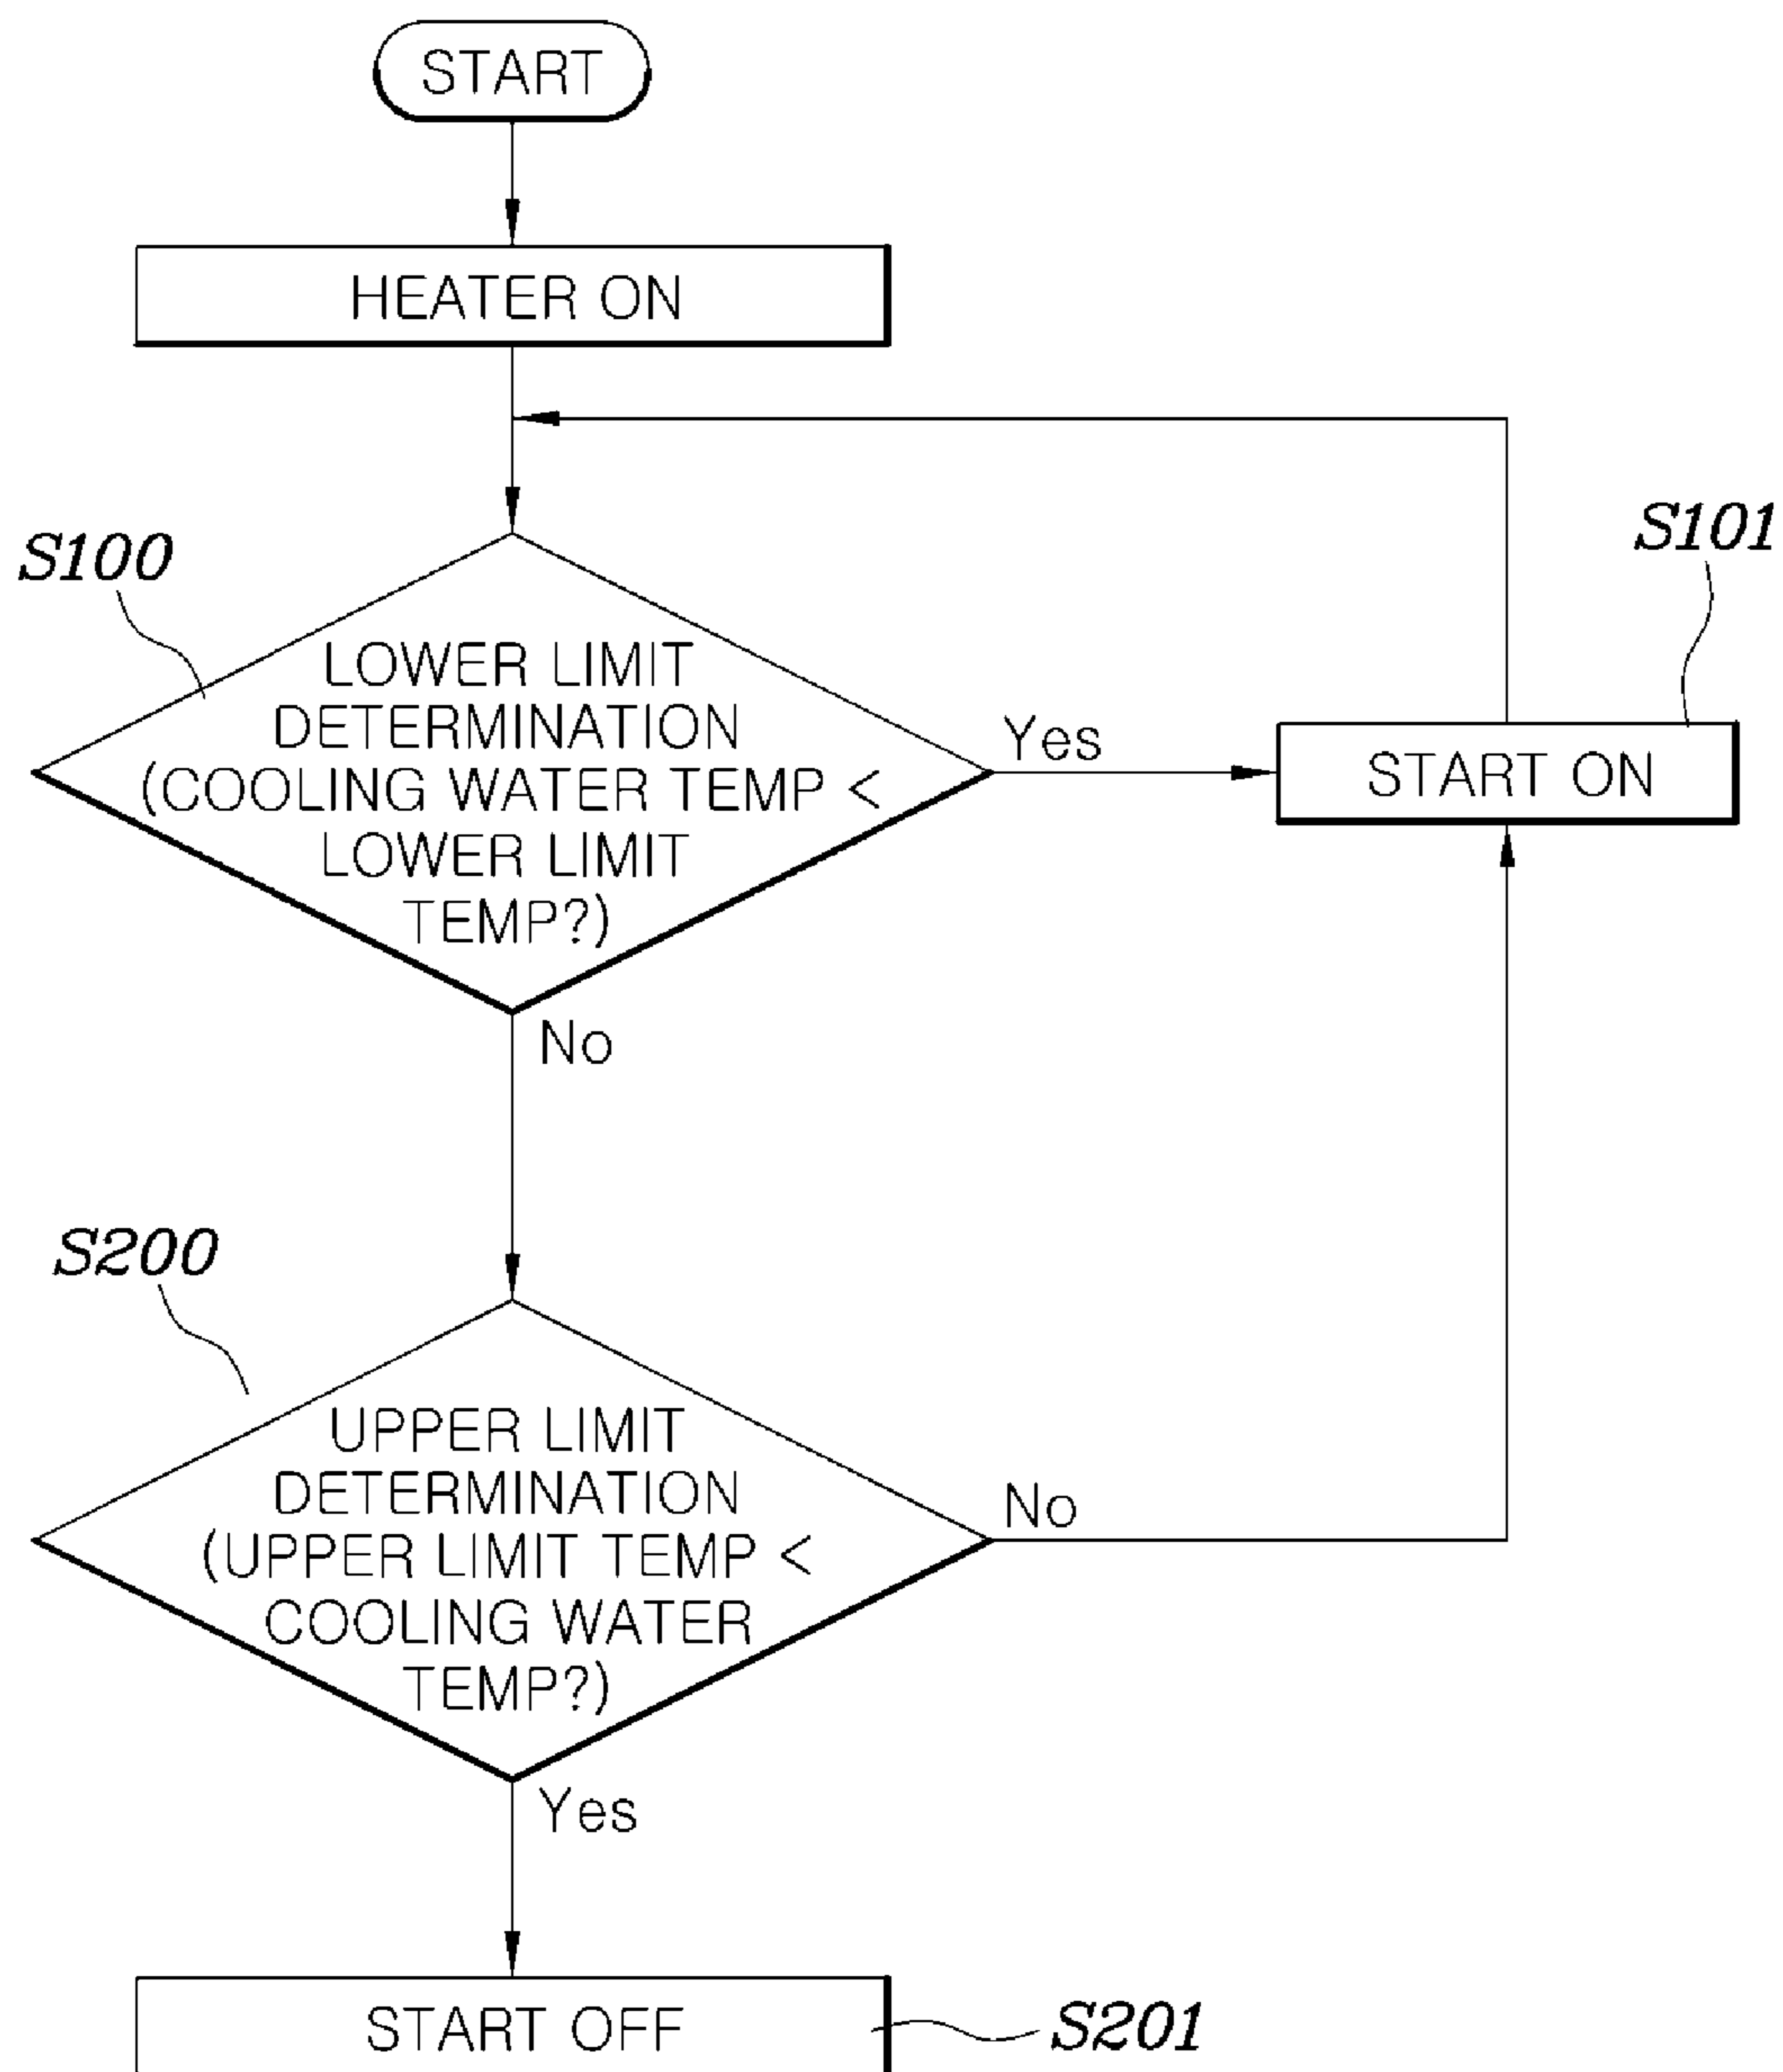 START
HEATER ON
S100
S101
LOWER LIMIT
DETERMINATION
(COOLING WATER TEMP <
LOWER LIMIT
TEMP?)
Yes
START ON
No
S200
UPPER LIMIT
DETERMINATION
(UPPER LIMIT TEMP <
COOLING WATER
TEMP?)
No
Yes
START OFF
S201